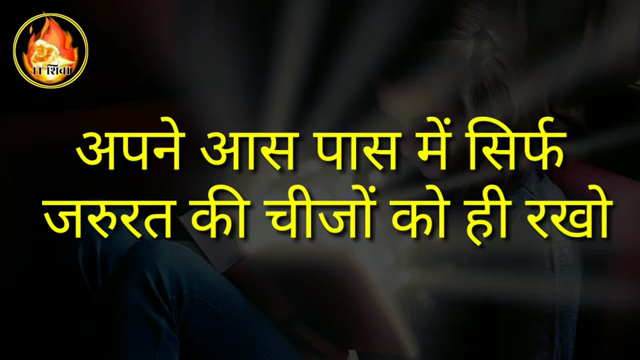 अपने आस पास में सिर्फ
जरुरत की चीजों को ही रखो